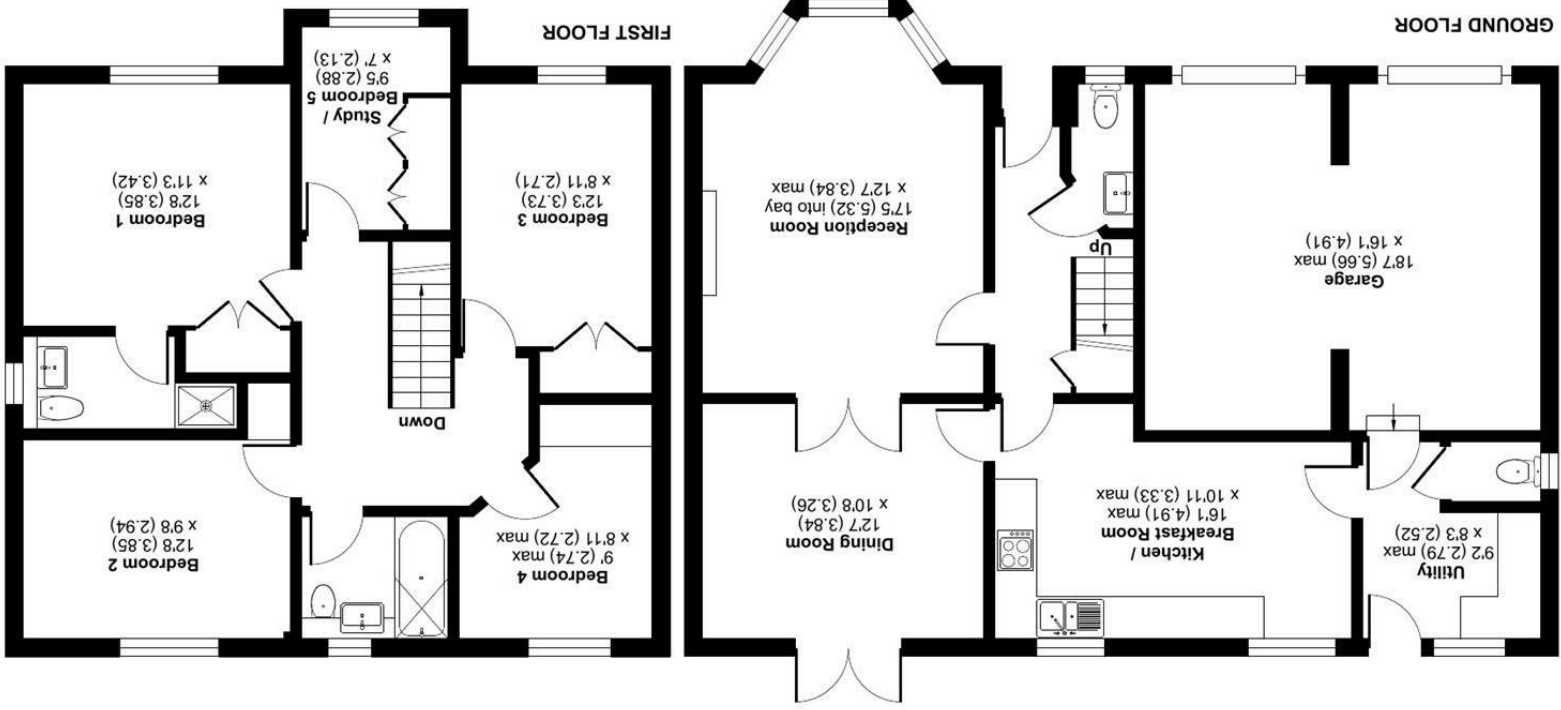 Utility
9'2 (2.79) max
x 8'3 (2.52)
Kitchen /
Breakfast Room
16'1 (4.91) max
x 10'11 (3.33) max
Dining Room
12'7 (3.84)
x 10'8 (3.26)
Garage
18'7 (5.66) max
x 16'1 (4.91)
Up
Reception Room
17'5 (5.32) into bay
x 12'7 (3.84) max
GROUND FLOOR
Bedroom 4
9' (2.74) max
x 8'11 (2.72) max
Bedroom 2
12'8 (3.85)
x 9'8 (2.94)
Down
Bedroom 3
12'3 (3.73)
x 8'11 (2.71)
Bedroom 1
12'8 (3.85)
x 11'3 (3.42)
Study /
Bedroom 5
9'5 (2.88)
x 7' (2.13)
FIRST FLOOR